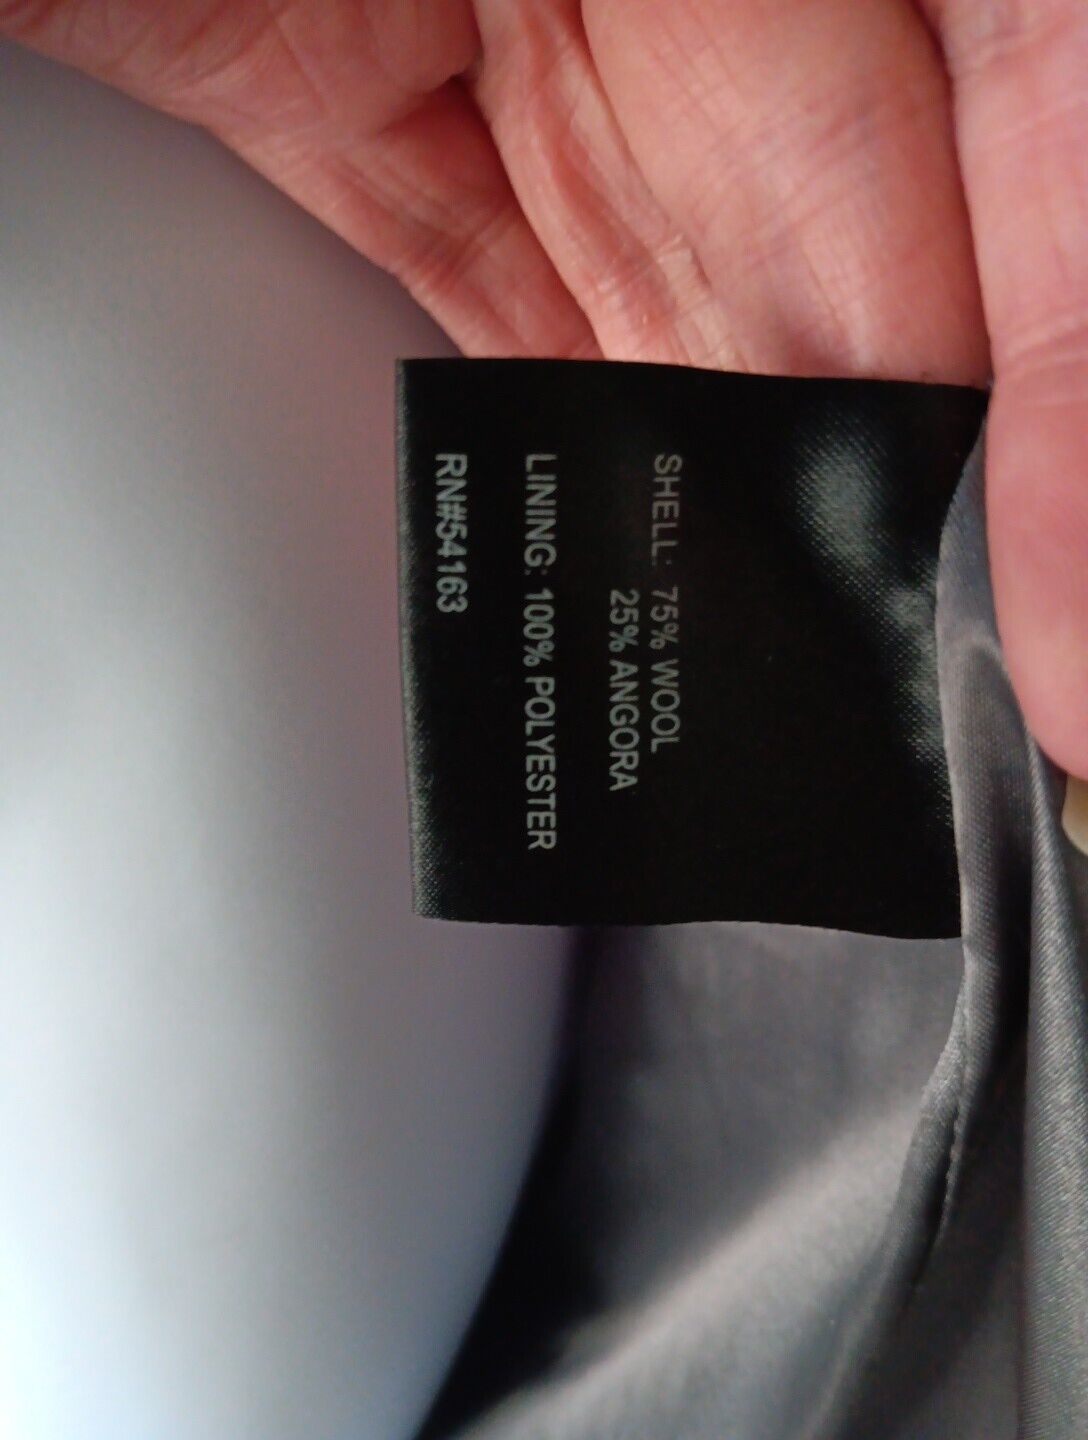 SHELL: 75% WOOL
25% ANGORA
LINING: 100% POLYESTER
RN#54163